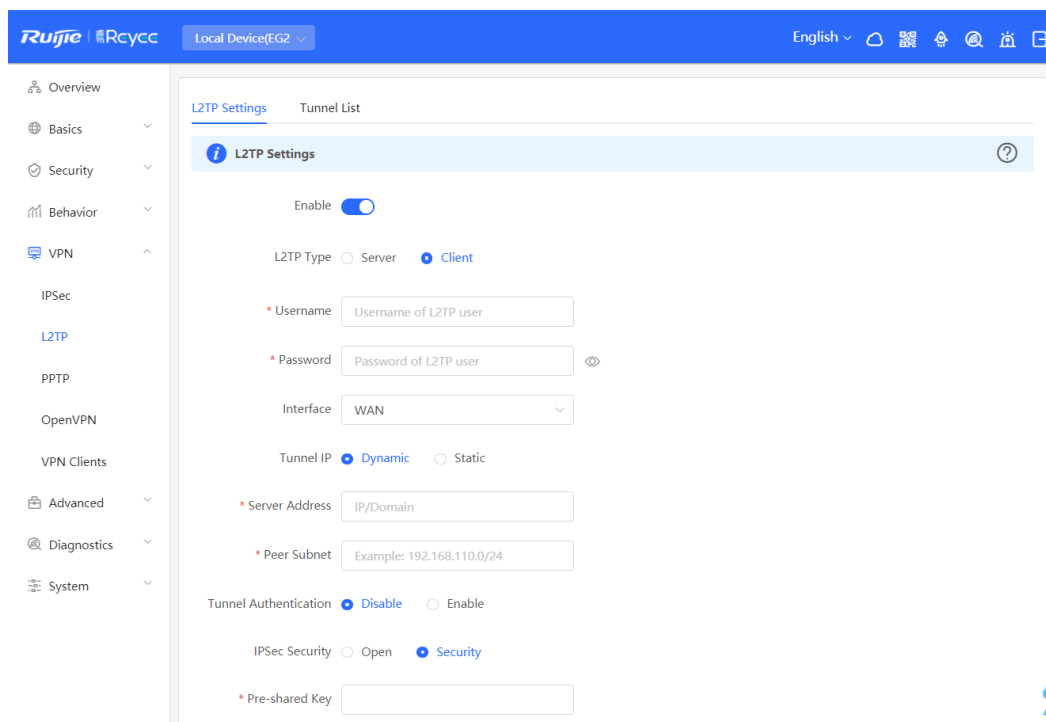 Ruijie | Rcycc
Local Device(EG2
English
Overview
Basics
Security
Behavior
VPN
IPSec
L2TP
PPTP
OpenVPN
VPN Clients
Advanced
Diagnostics
System
L2TP Settings Tunnel List
i L2TP Settings ?
Enable
L2TP Type Server Client
* Username Username of L2TP user
* Password Password of L2TP user
Interface WAN
Tunnel IP Dynamic Static
* Server Address IP/Domain
* Peer Subnet Example: 192.168.110.0/24
Tunnel Authentication Disable Enable
IPSec Security Open Security
* Pre-shared Key